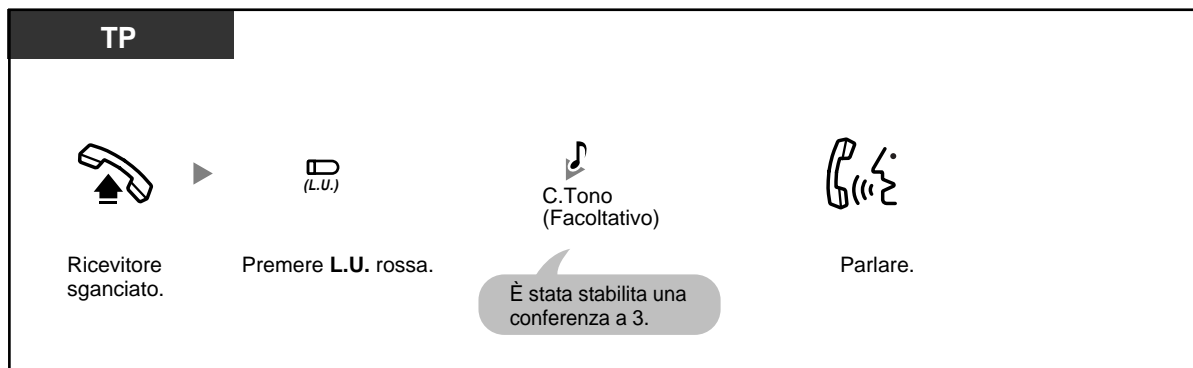 TP
(L.U.)
C.Tono
(Facoltativo)
Ricevitore
sganciato.
Premere L.U. rossa.
È stata stabilita una
conferenza a 3.
Parlare.